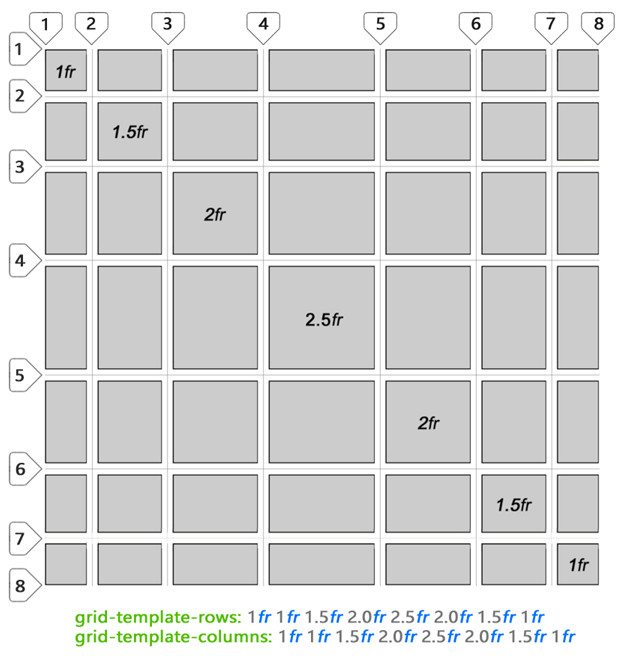 1 2 3 4 5 6 7 8
1
1fr
2
1.5fr
3
2fr
4
2.5fr
5
2fr
6
1.5fr
7
1fr
8
grid-template-rows: 1fr 1fr 1.5fr 2.0fr 2.5fr 2.0fr 1.5fr 1fr
grid-template-columns: 1fr 1fr 1.5fr 2.0fr 2.5fr 2.0fr 1.5fr 1fr